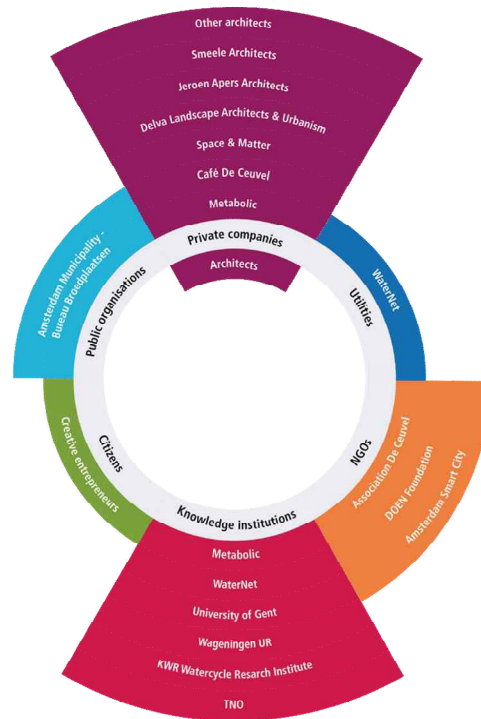 Other architects
Smeele Architects
Jeroen Apers Architects
Delva Landscape Architects & Urbanism
Space & Matter
Café De Ceuvel
Metabolic
Private companies
Architects
Public organisations
Amsterdam Municipality -
Bureau Broedplaatsen
Utilities
WaterNet
Citizens
Creative entrepreneurs
NGOs
Association De Ceuvel
DOEN Foundation
Amsterdam Smart City
Knowledge institutions
Metabolic
WaterNet
University of Gent
Wageningen UR
KWR Watercycle Resarch Institute
TNO